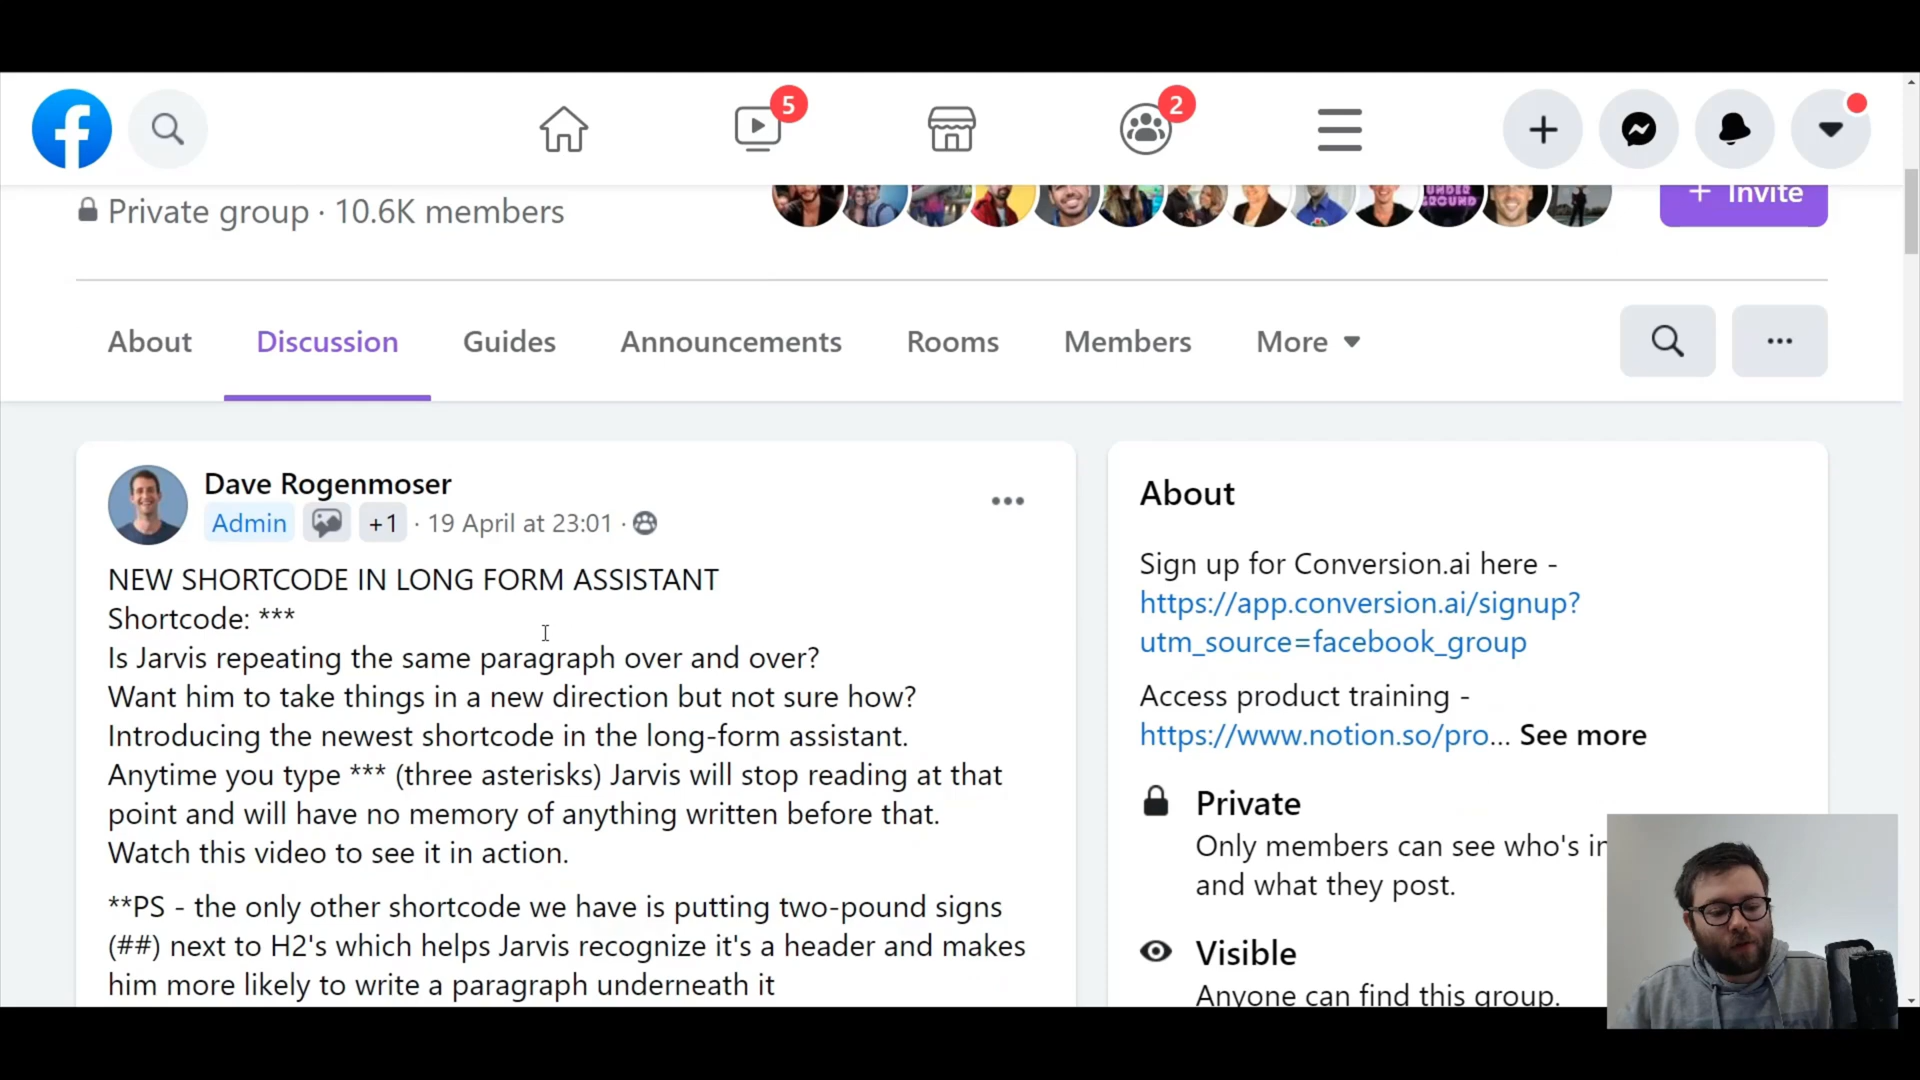 5
2
Private group · 10.6K members
UNDER
GROUND
+ Invite
About
Discussion
Guides
Announcements
Rooms
Members
More
Dave Rogenmoser
Admin
+1 · 19 April at 23:01 ·
NEW SHORTCODE IN LONG FORM ASSISTANT
Shortcode: ***
Is Jarvis repeating the same paragraph over and over?
Want him to take things in a new direction but not sure how?
Introducing the newest shortcode in the long-form assistant.
Anytime you type *** (three asterisks) Jarvis will stop reading at that
point and will have no memory of anything written before that.
Watch this video to see it in action.
**PS - the only other shortcode we have is putting two-pound signs
(##) next to H2's which helps Jarvis recognize it's a header and makes
him more likely to write a paragraph underneath it
About
Sign up for Conversion.ai here -
https://app.conversion.ai/signup?
utm_source=facebook_group
Access product training -
https://www.notion.so/pro... See more
Private
Only members can see who's in
and what they post.
Visible
Anyone can find this group.